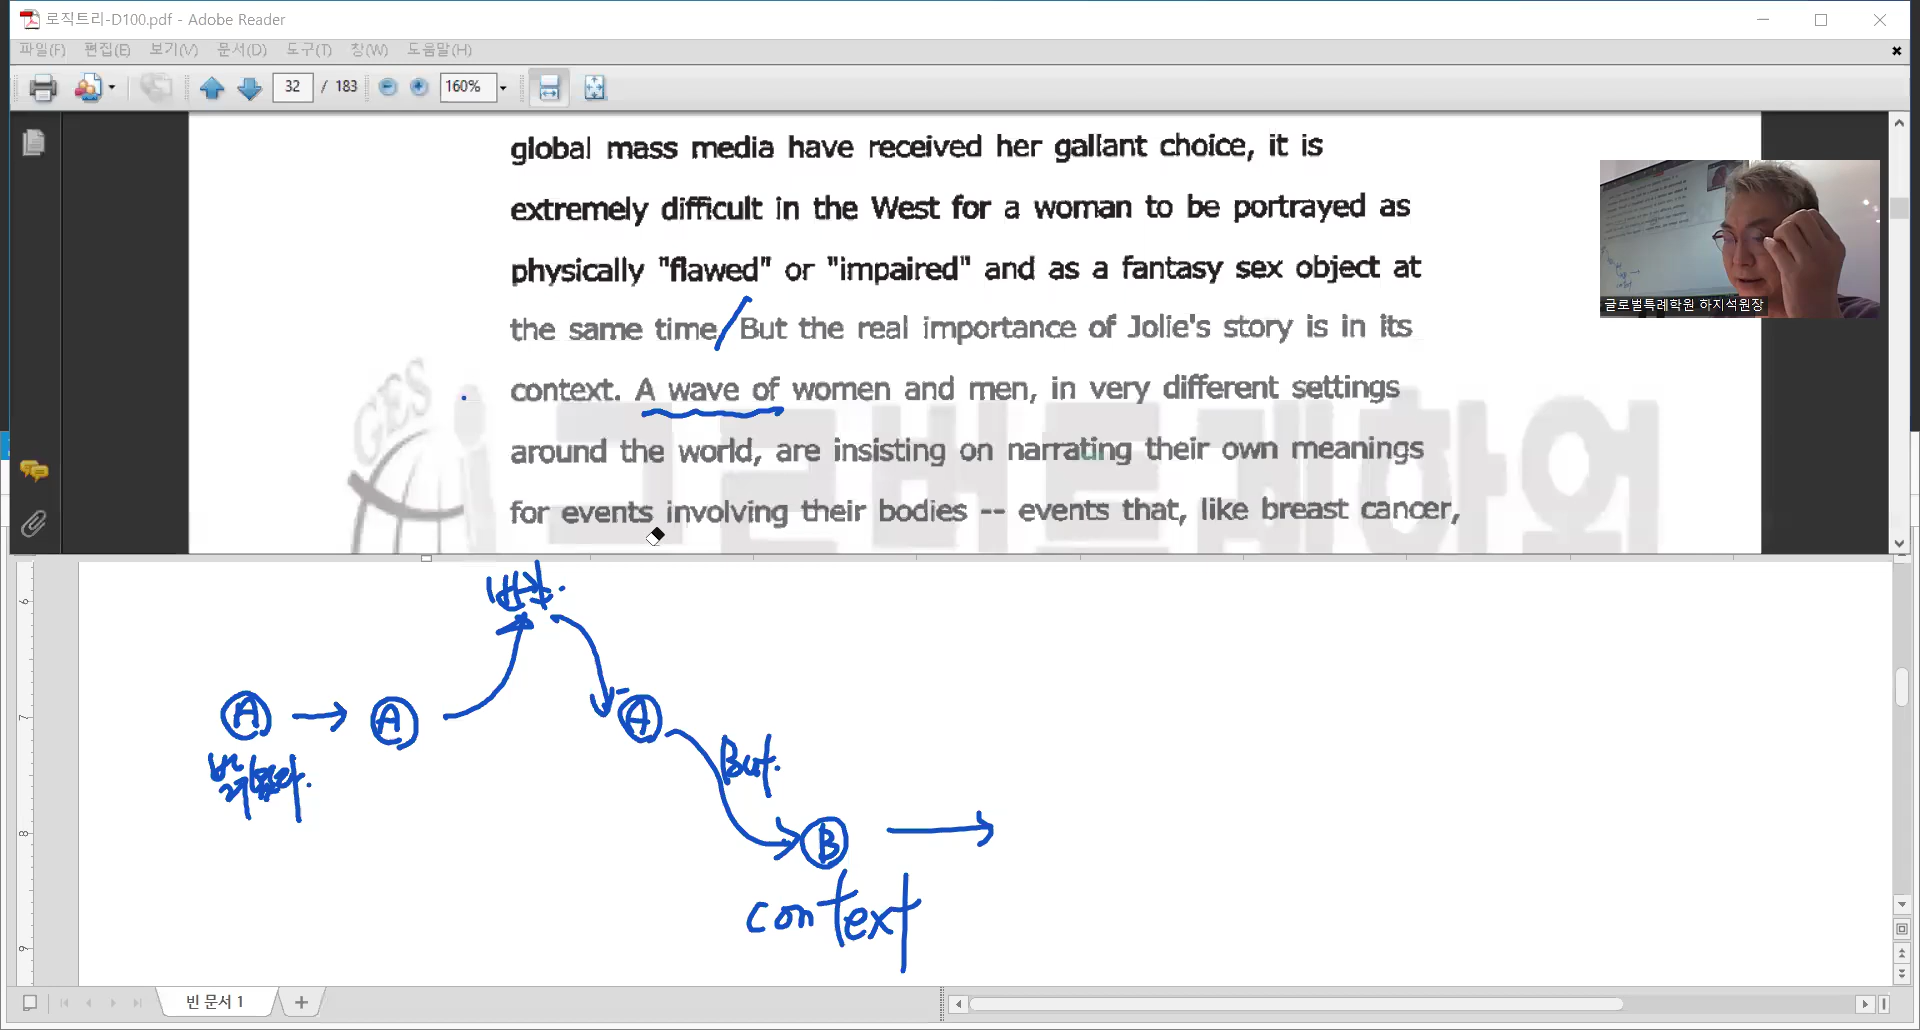 로직트리-D100.pdf - Adobe Reader
파일(F) 편집(E) 보기(V) 문서(D) 도구(T) 창(W) 도움말(H)
32 / 183 160%
global mass media have received her gallant choice, it is
extremely difficult in the West for a woman to be portrayed as
physically "flawed" or "impaired" and as a fantasy sex object at
the same time But the real importance of Jolie's story is in its
context. A wave of women and men, in very different settings
around the world, are insisting on narrating their own meanings
for events involving their bodies -- events that, like breast cancer,
글로벌특례학원 하지석원장
GES
A A
A
But.
B
context
6
7
8
9
빈 문서 1